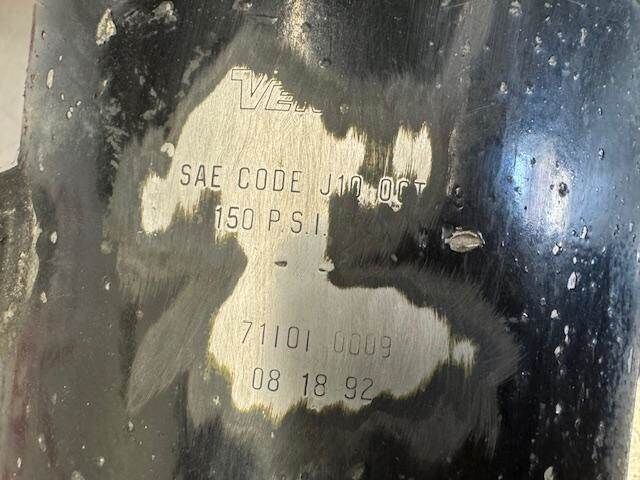 SAE CODE J10 OCT
150 P.S.I.
71101 0009
08 18 92